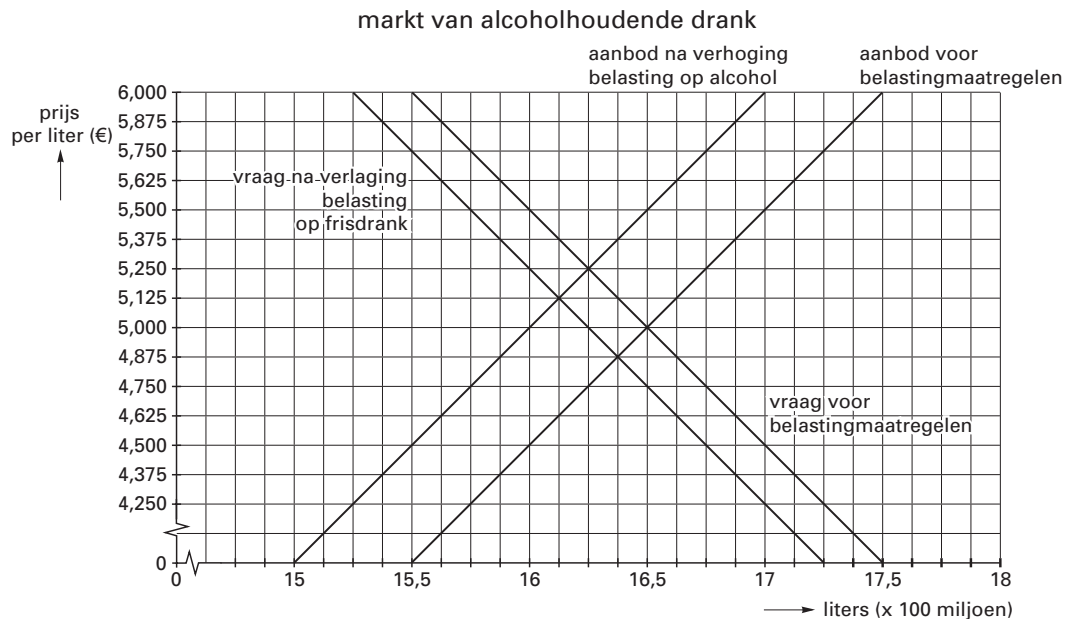 markt van alcoholhoudende drank
aanbod na verhoging
belasting op alcohol
aanbod voor
belastingmaatregelen
prijs
per liter (€)
6,000
5,875
5,750
5,625
5,500
5,375
5,250
5,125
5,000
4,875
4,750
4,625
4,500
4,375
4,250
0
vraag na verlaging
belasting
op frisdrank
vraag voor
belastingmaatregelen
0 15 15,5 16 16,5 17 17,5 18
liters (x 100 miljoen)